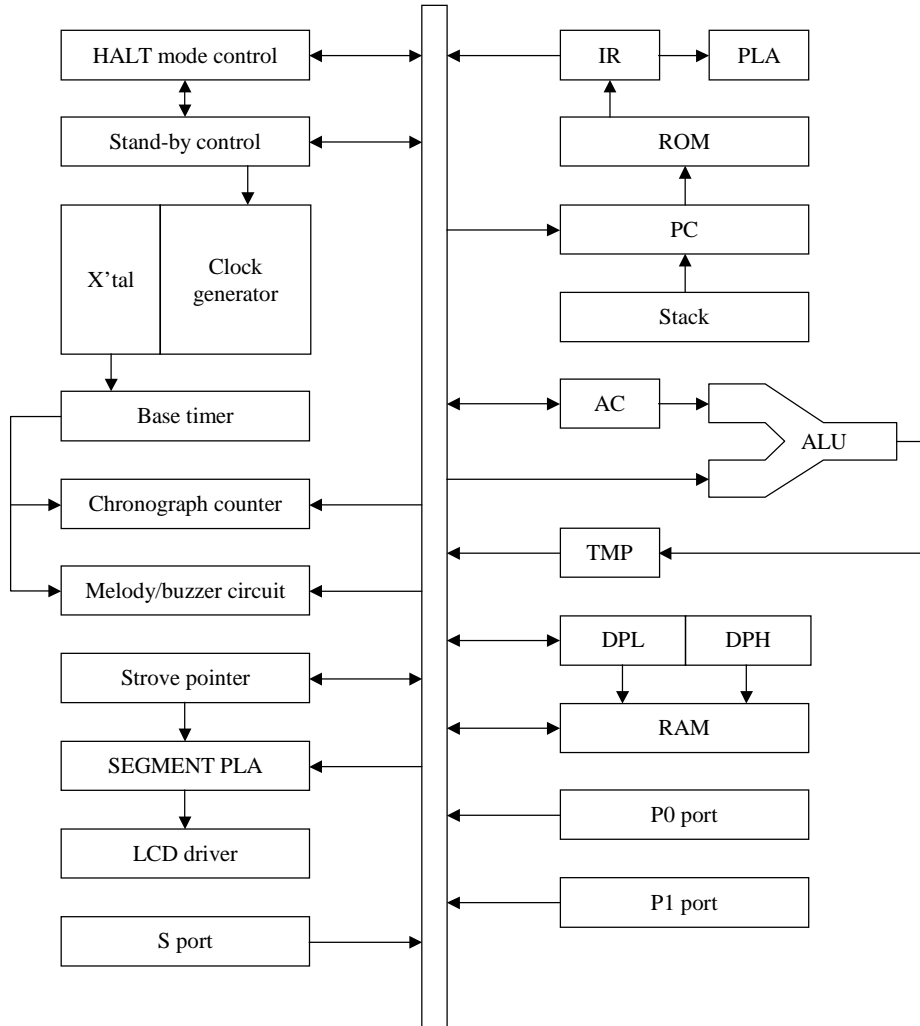 HALT mode control
Stand-by control
X’tal
Clock
generator
Base timer
Chronograph counter
Melody/buzzer circuit
Strove pointer
SEGMENT PLA
LCD driver
S port
IR
PLA
ROM
PC
Stack
AC
ALU
TMP
DPL
DPH
RAM
P0 port
P1 port